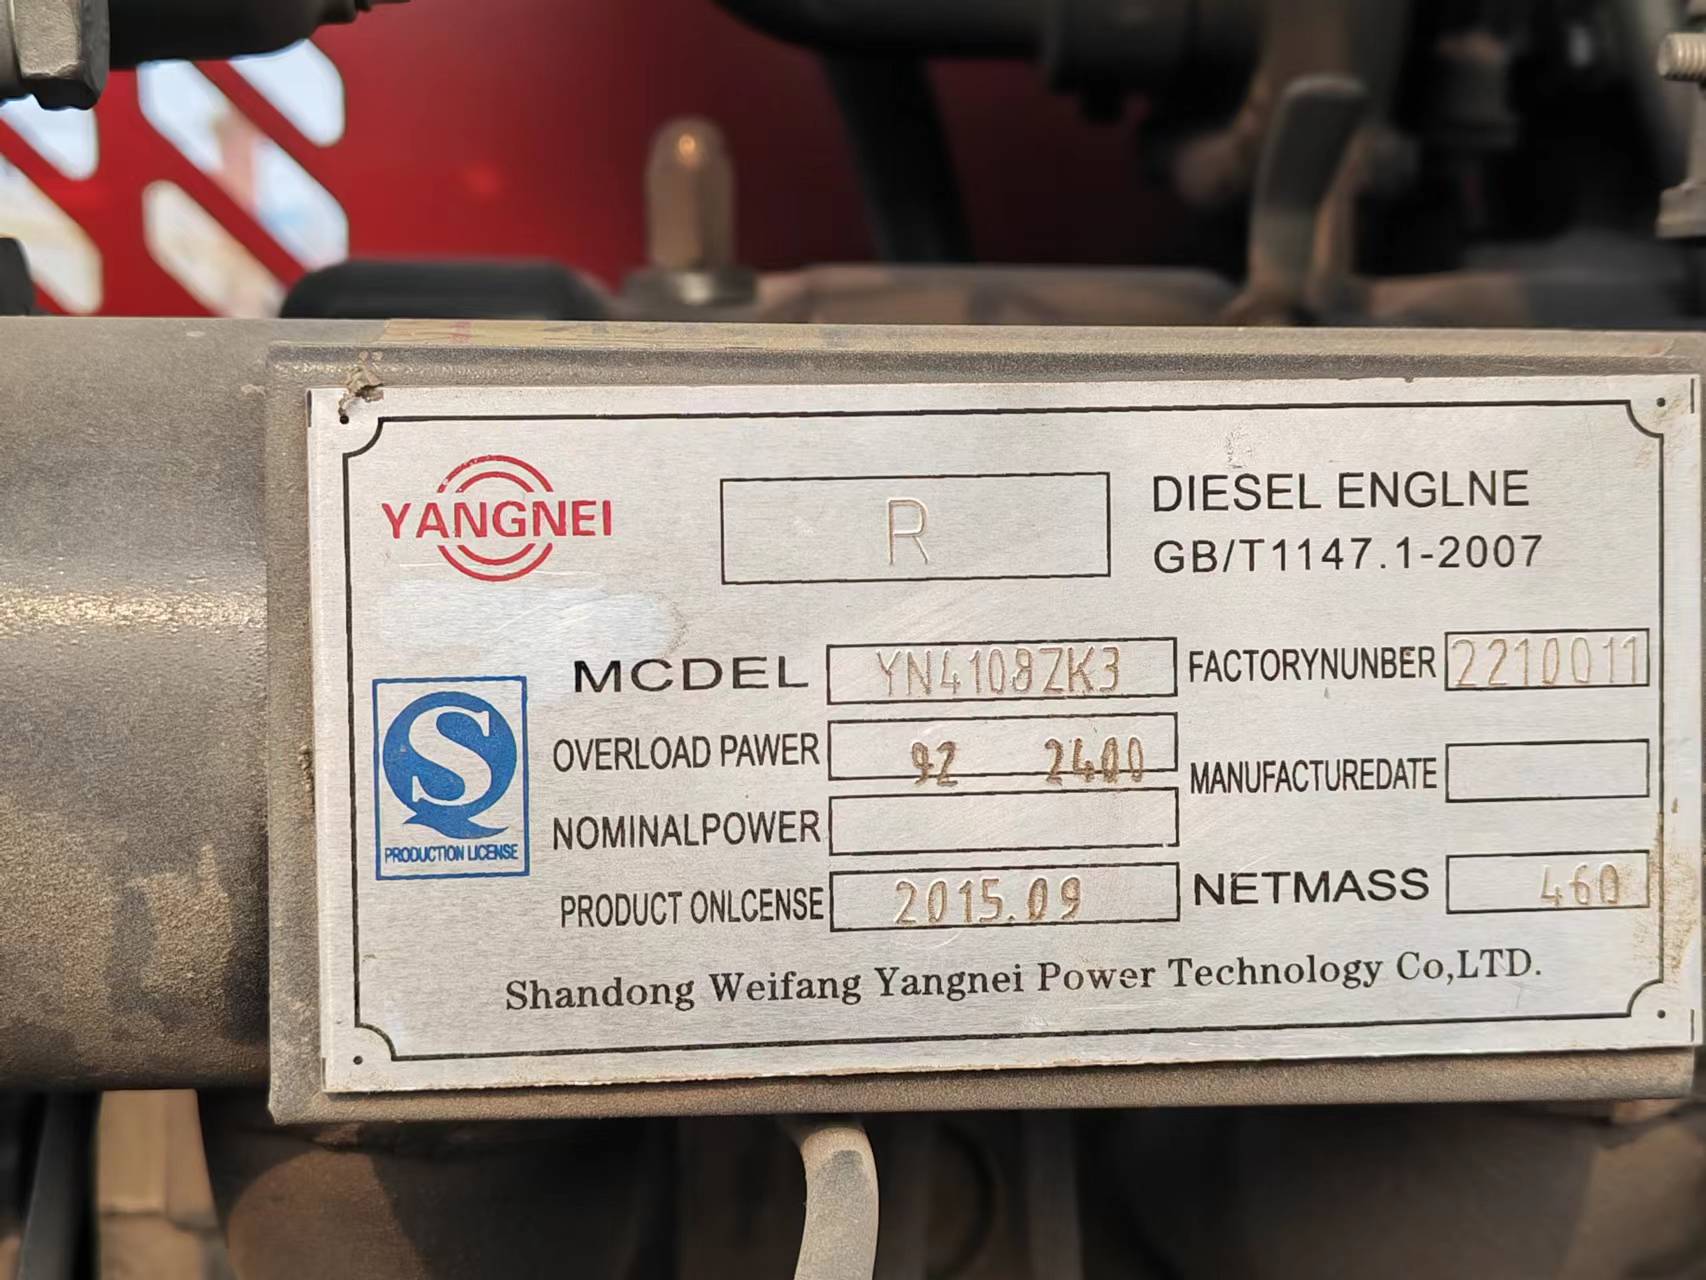 YANGNEI
R
DIESEL ENGLNE
GB/T1147.1-2007
MCDEL YN4108ZK3 FACTORYNUNBER 2210011
OVERLOAD PAWER 92 2400
MANUFACTUREDATE
NOMINALPOWER
PRODUCT ONLCENSE 2015.09 NETMASS 460
S
PRODUCTION LICENSE
Shandong Weifang Yangnei Power Technology Co,LTD.